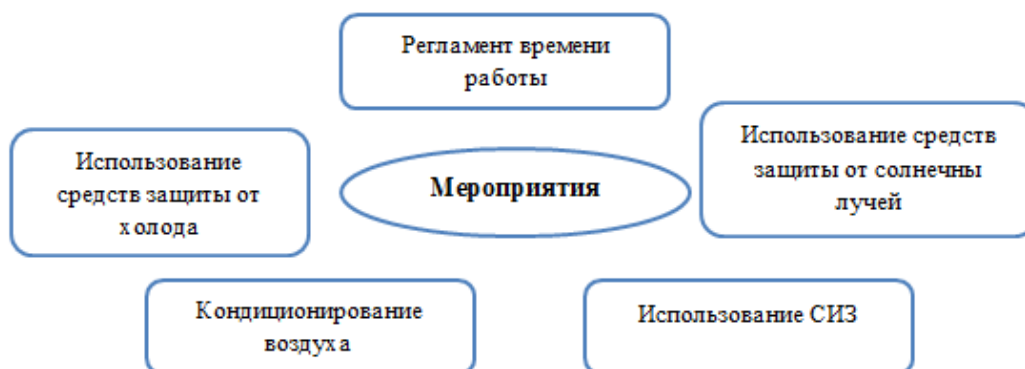 Регламент времени
работы
Использование
средств защиты от
холода
Мероприятия
Использование средств
защиты от солнечны
лучей
Кондиционирование
воздуха
Использование СИЗ